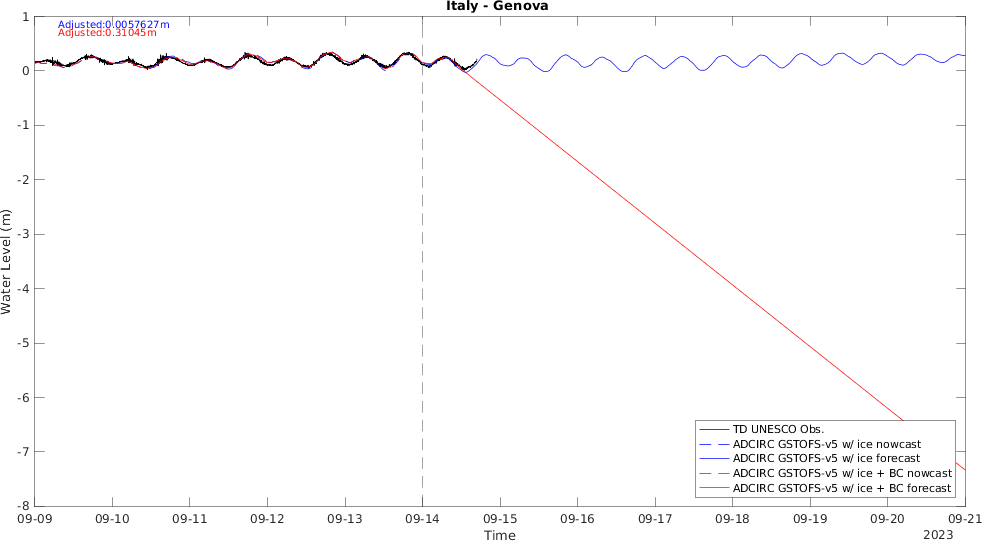 Italy - Genova
Adjusted:0.0057627m
Adjusted:0.31045m
1
0
-1
-2
-3
-4
-5
-6
-7
-8
Water Level (m)
TD UNESCO Obs.
ADCIRC GSTOFS-v5 w/ ice nowcast
ADCIRC GSTOFS-v5 w/ ice forecast
ADCIRC GSTOFS-v5 w/ ice + BC nowcast
ADCIRC GSTOFS-v5 w/ ice + BC forecast
09-09 09-10 09-11 09-12 09-13 09-14 09-15 09-16 09-17 09-18 09-19 09-20 09-21
Time
2023